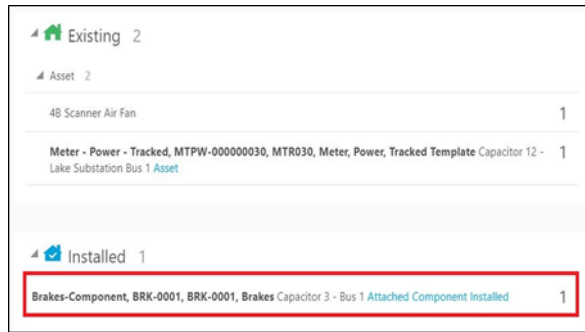 Existing 2
Asset 2
4B Scanner Air Fan 1
Meter - Power - Tracked, MTPW-000000030, MTR030, Meter, Power, Tracked Template Capacitor 12 - 1
Lake Substation Bus 1 Asset
Installed 1
Brakes-Component, BRK-0001, BRK-0001, Brakes Capacitor 3 - Bus 1 Attached Component Installed 1